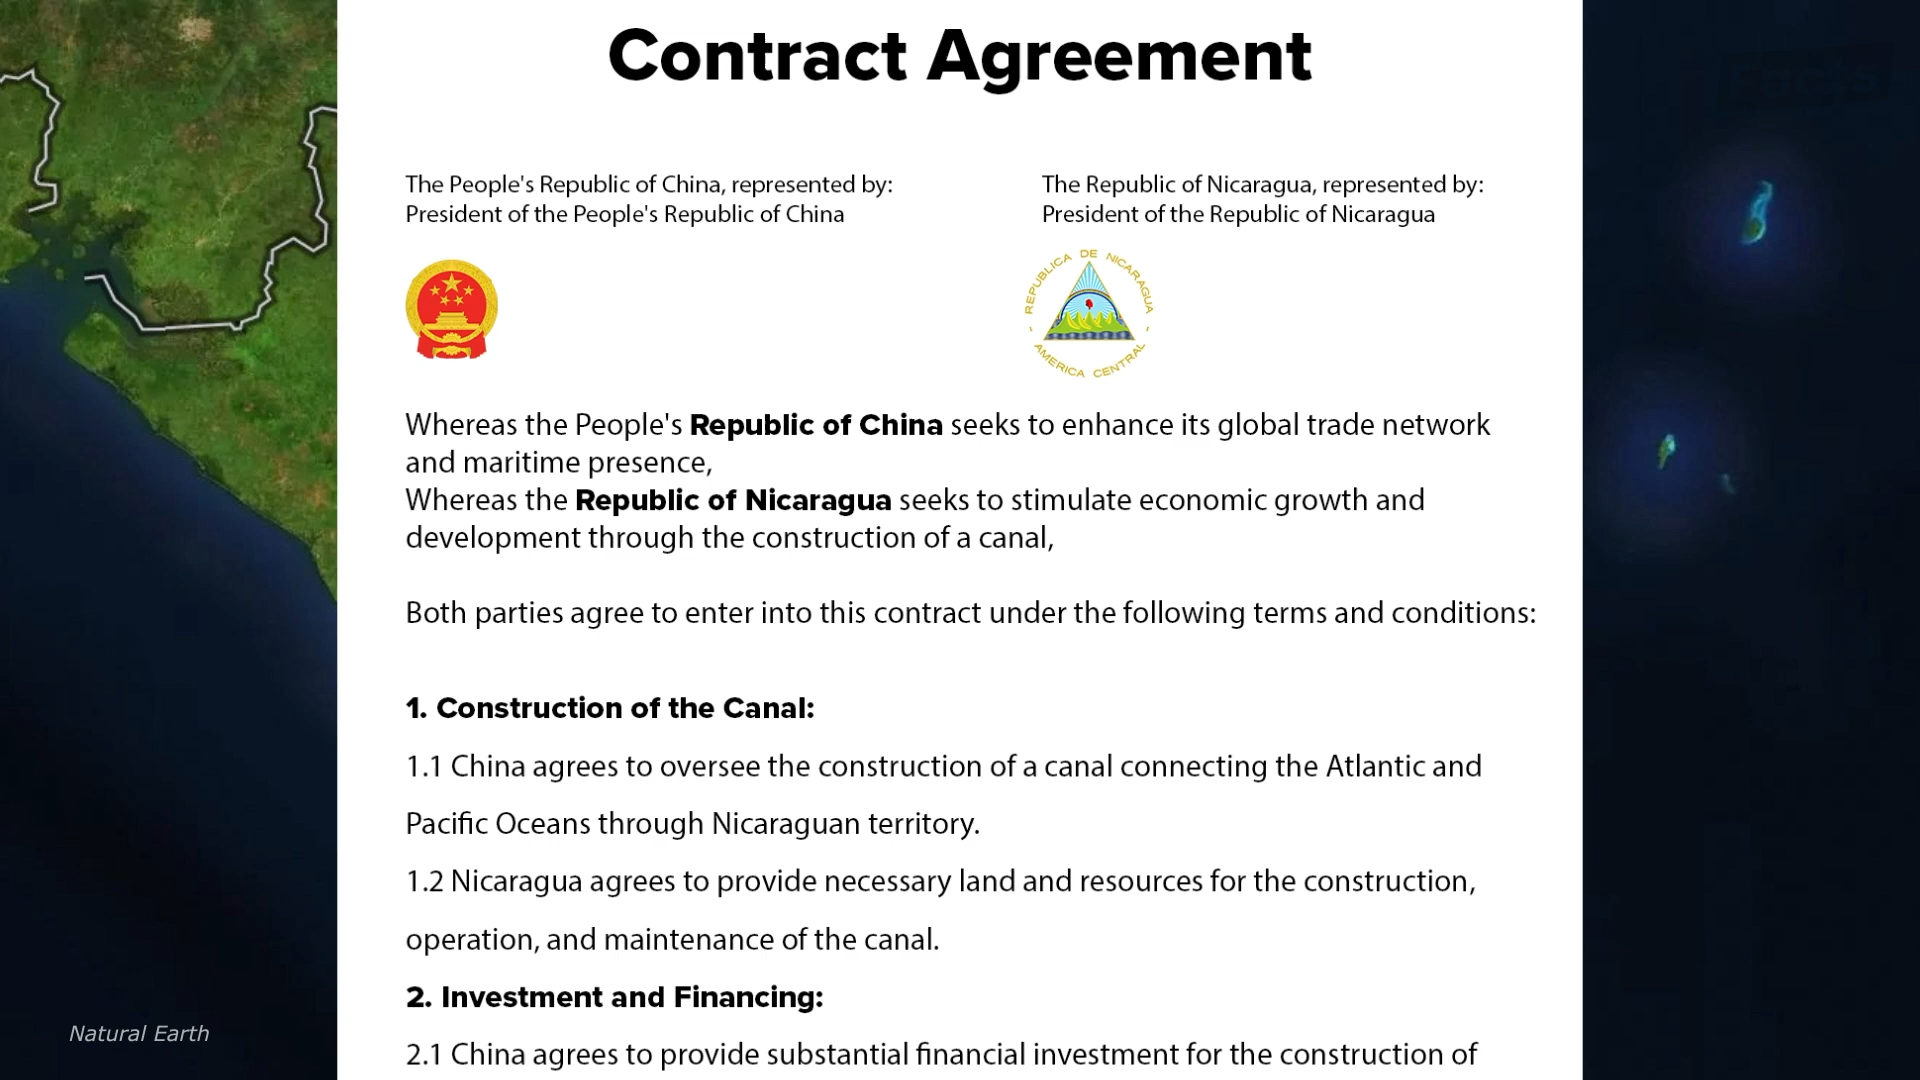 Contract Agreement
The People's Republic of China, represented by:
President of the People's Republic of China
The Republic of Nicaragua, represented by:
President of the Republic of Nicaragua
REPUBLICA DE NICARAGUA
- AMERICA CENTRAL -
Whereas the People's Republic of China seeks to enhance its global trade network
and maritime presence,
Whereas the Republic of Nicaragua seeks to stimulate economic growth and
development through the construction of a canal,
Both parties agree to enter into this contract under the following terms and conditions:
1. Construction of the Canal:
1.1 China agrees to oversee the construction of a canal connecting the Atlantic and
Pacific Oceans through Nicaraguan territory.
1.2 Nicaragua agrees to provide necessary land and resources for the construction,
operation, and maintenance of the canal.
2. Investment and Financing:
2.1 China agrees to provide substantial financial investment for the construction of
Natural Earth